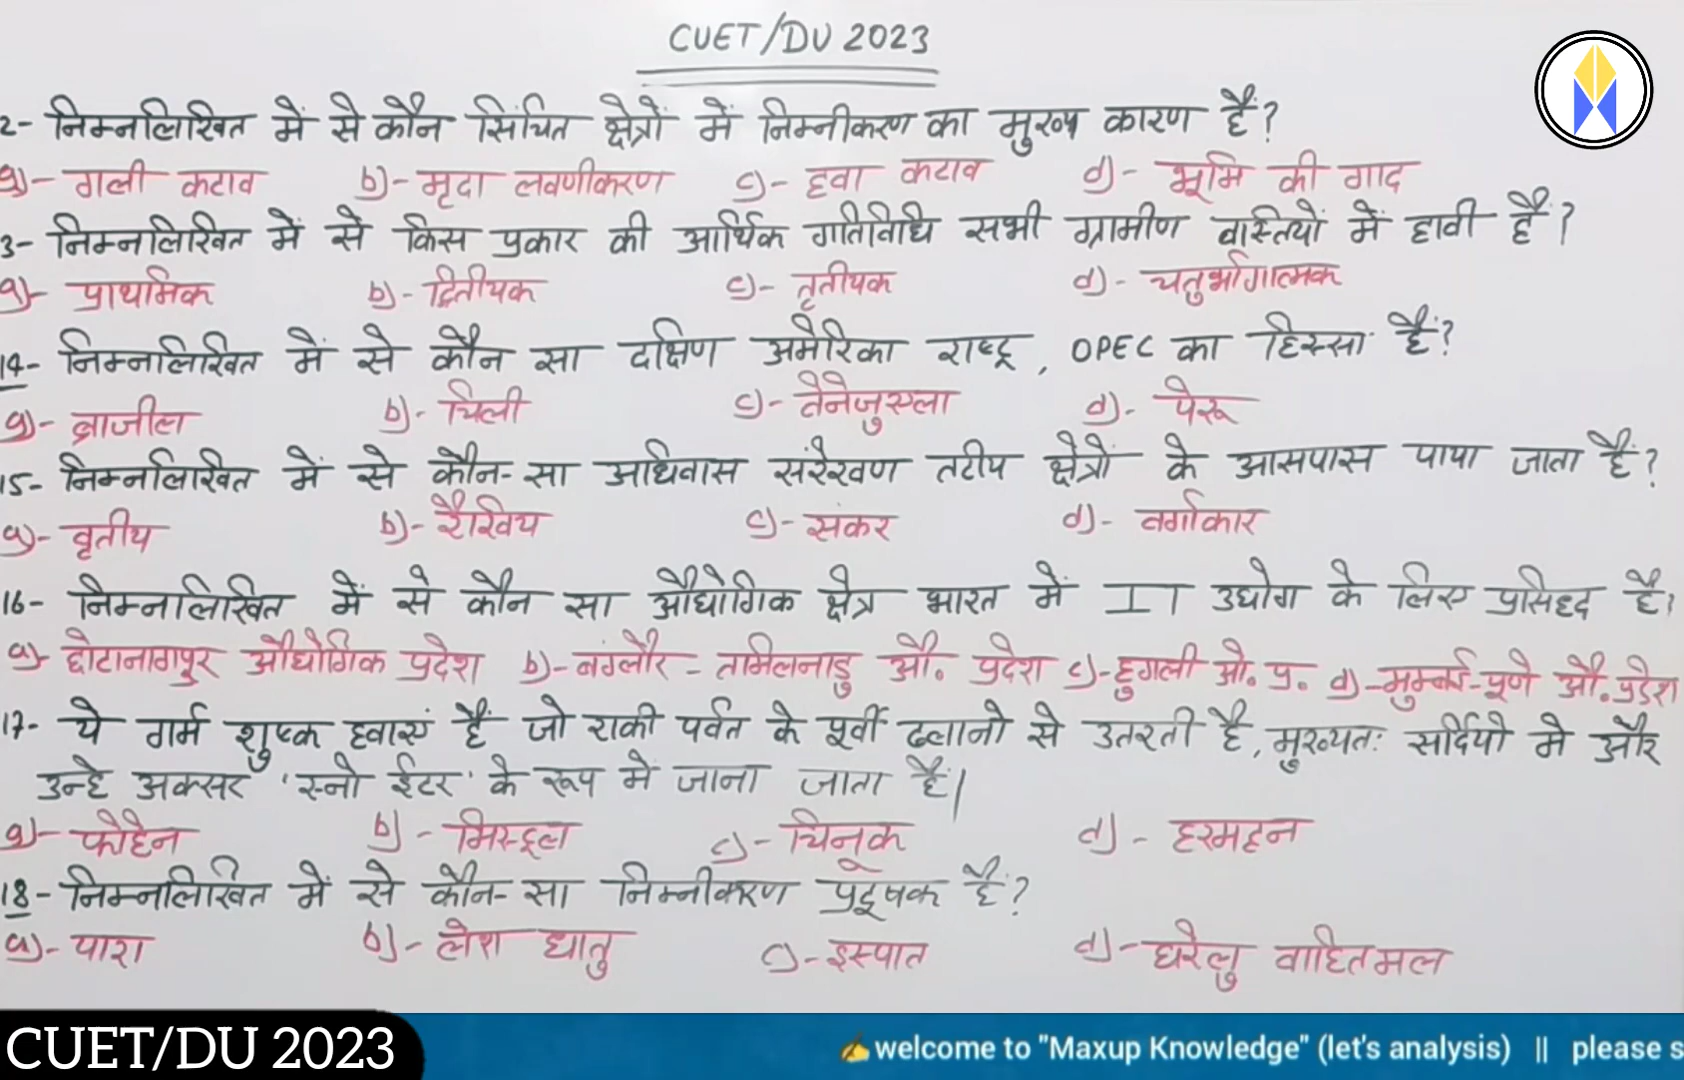 CUET/DU 2023
2- निम्नलिखित में से कौन सिंचित क्षेत्रों में निम्नीकरण का मुख्य कारण है?
a)- गली कटाव b)- मृदा लवणीकरण c)- हवा कटाव d)- भूमि की गाद
3- निम्नलिखित में से किस प्रकार की आर्थिक गतिविधि सभी ग्रामीण बस्तियों में हावी है?
a)- प्राथमिक b)- द्वितीयक c)- तृतीयक d)- चतुर्भागात्मक
14- निम्नलिखित में से कौन सा दक्षिण अमेरिका राष्ट्र, OPEC का हिस्सा है?
a)- ब्राजील b)- चिली c)- वेनेजुएला d)- पेरू
15- निम्नलिखित में से कौन-सा अधिवास संरेखण तटीय क्षेत्रों के आसपास पाया जाता है?
a)- वृतीय b)- रैखिय c)- संकर d)- वर्गाकार
16- निम्नलिखित में से कौन सा औद्योगिक क्षेत्र भारत में IT उद्योग के लिए प्रसिद्द है?
a)- छोटानागपुर औद्योगिक प्रदेश b)- बंग्लौर - तामिलनाडु औ. प्रदेश c)- हुगली औ. प्र. d)- मुम्बई-पूणे औ. प्रदेश
17- ये गर्म शुष्क हवाएं हैं जो राकी पर्वत के पूर्वी ढलानो से उतरती है, मुख्यतः सर्दियो मे और
उन्हे अक्सर 'स्नो ईटर' के रूप में जाना जाता है|
a)- फोहेन b)- मिस्ट्रल c)- चिनूक d)- हरमट्टन
18- निम्नलिखित में से कौन-सा निम्नीकरण प्रदूषक है?
a)- पारा b)- लेश धातु c)- इस्पात d)- घरेलु वाहितमल
CUET/DU 2023
welcome to "Maxup Knowledge" (let's analysis) || please s